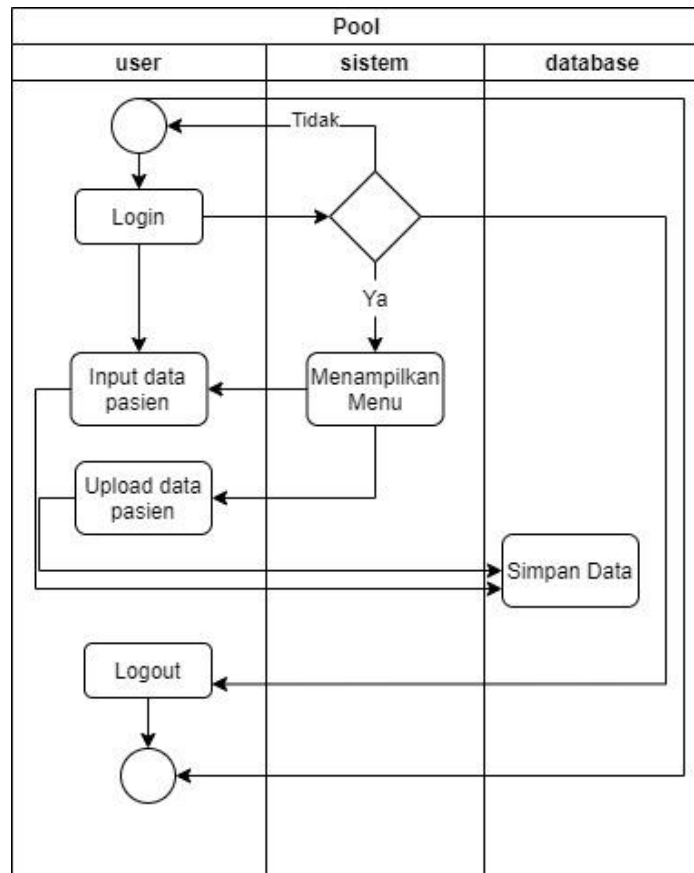 Pool
user
sistem
database
Tidak
Login
Ya
Input data
pasien
Menampilkan
Menu
Upload data
pasien
Simpan Data
Logout